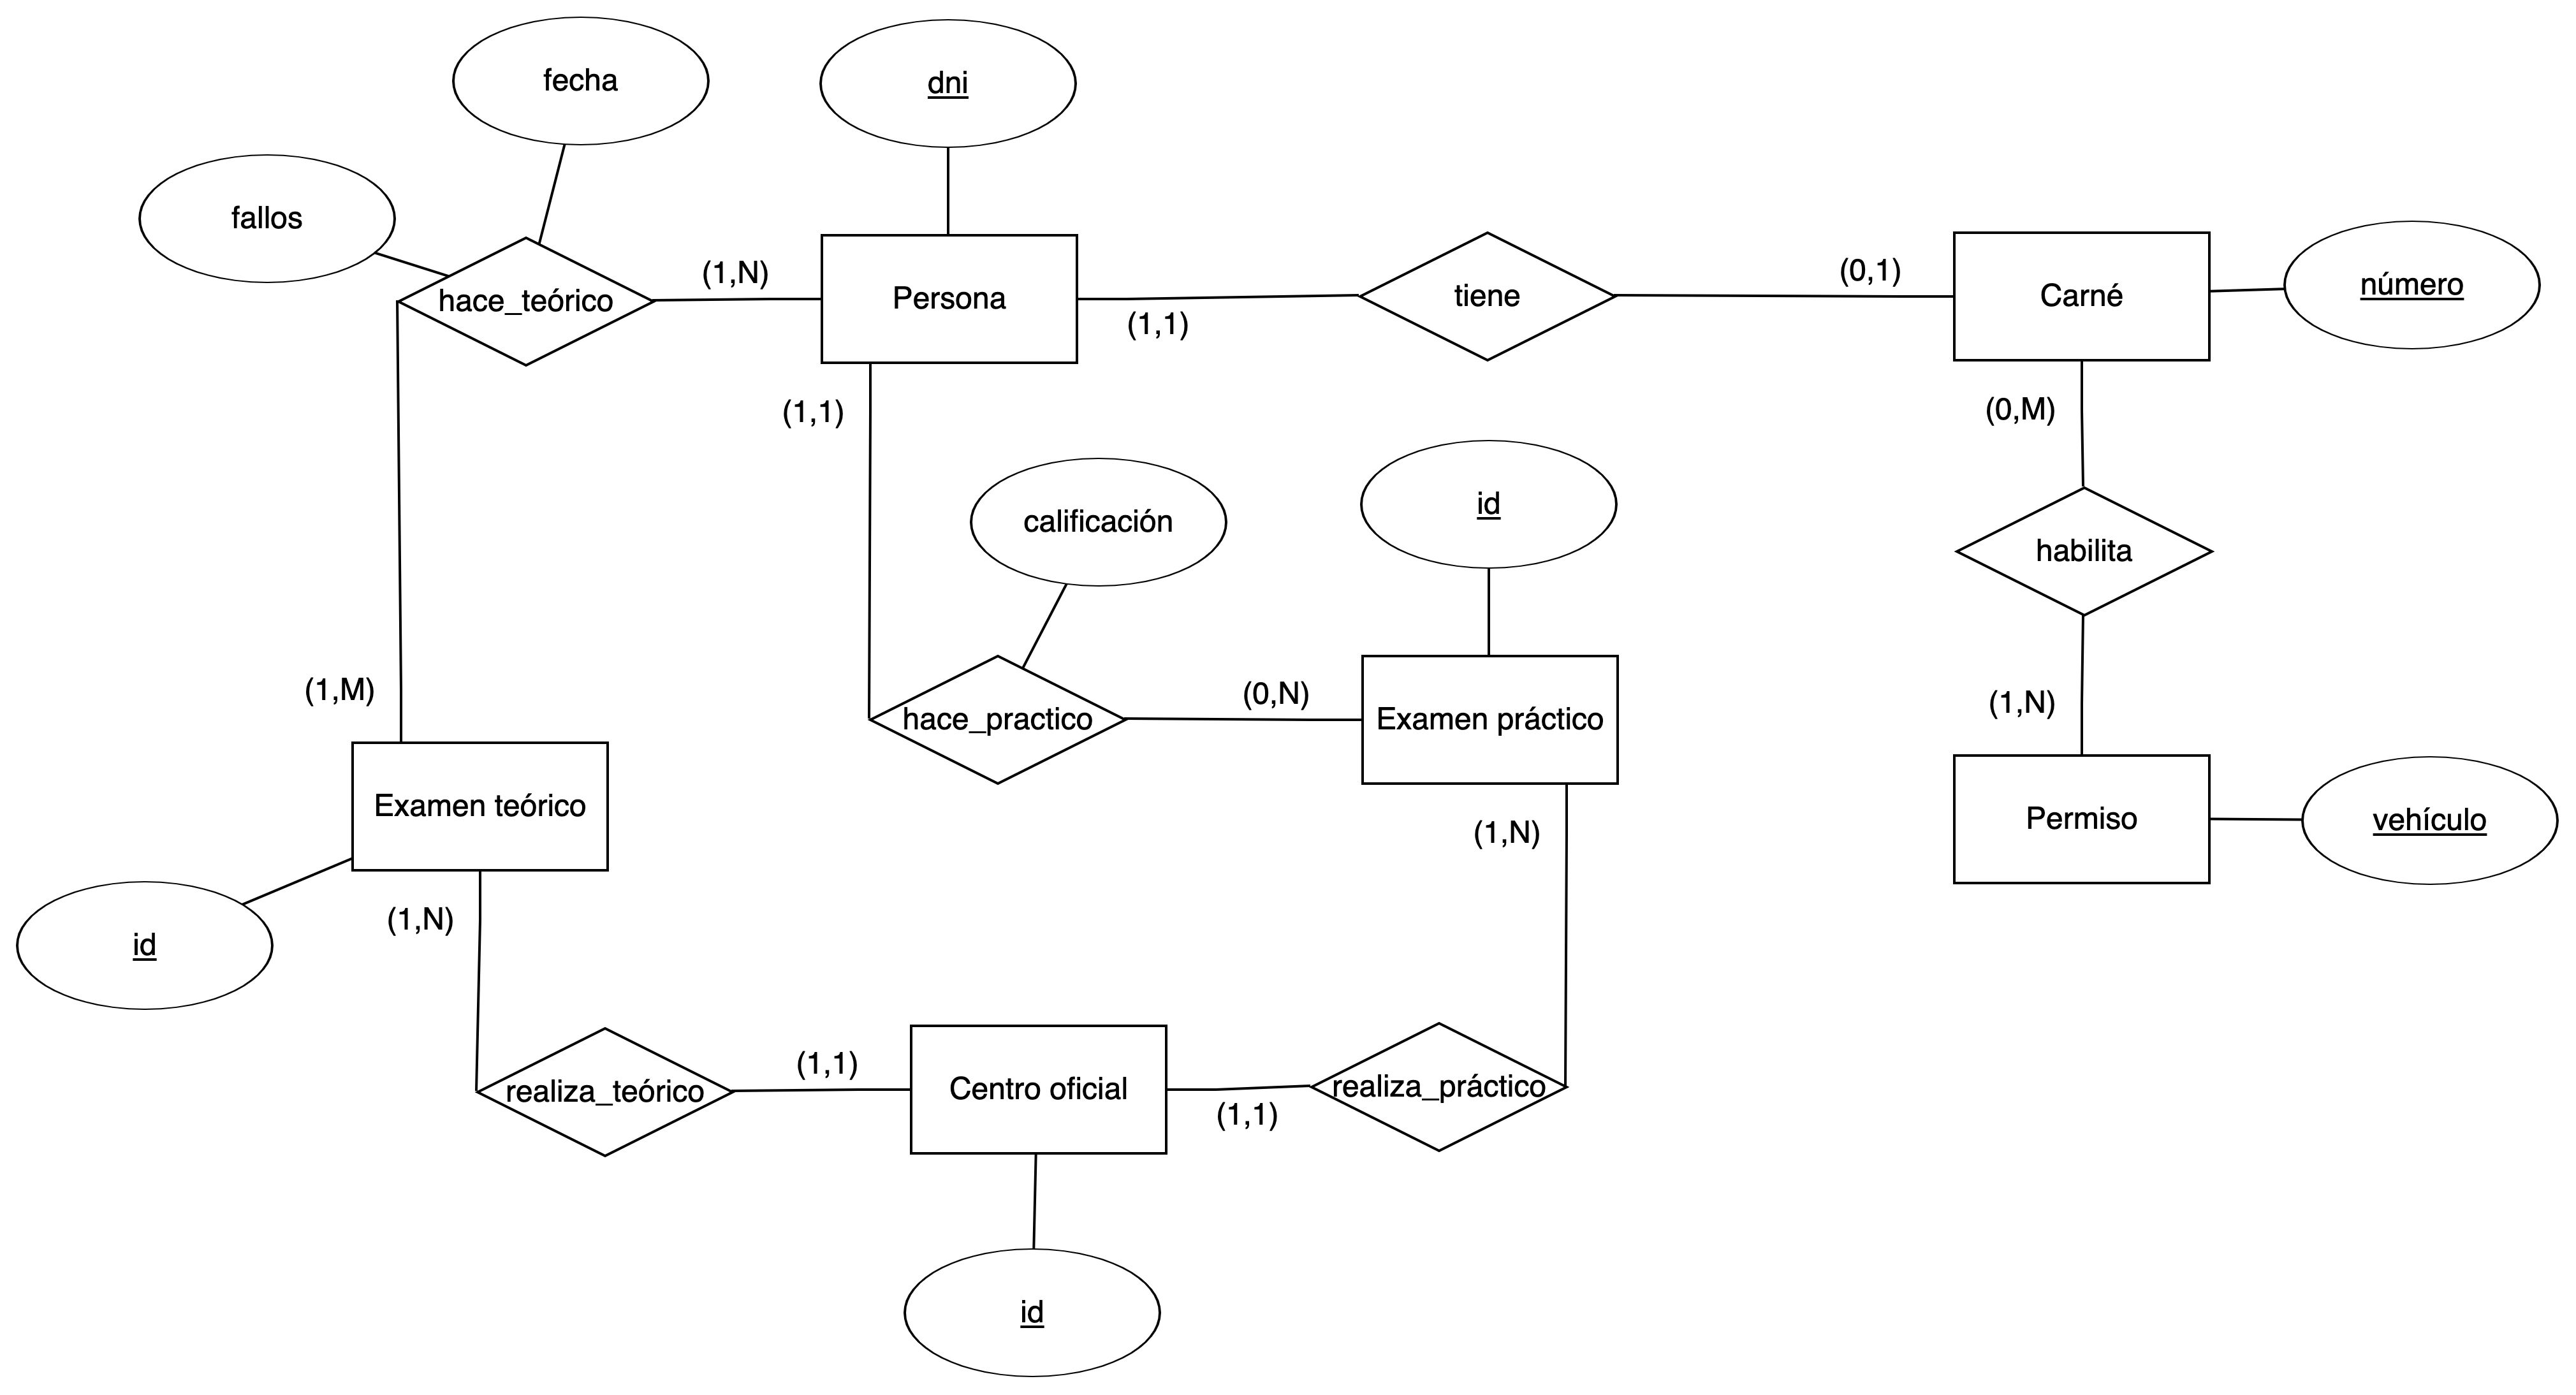 fecha
dni
fallos
hace_teórico
(1,N)
Persona
(1,1)
tiene
(0,1)
Carné
número
(1,1)
(0,M)
calificación
id
habilita
(1,M)
hace_practico
(0,N)
Examen práctico
(1,N)
Examen teórico
(1,N)
Permiso
vehículo
id
(1,N)
realiza_teórico
(1,1)
Centro oficial
(1,1)
realiza_práctico
id